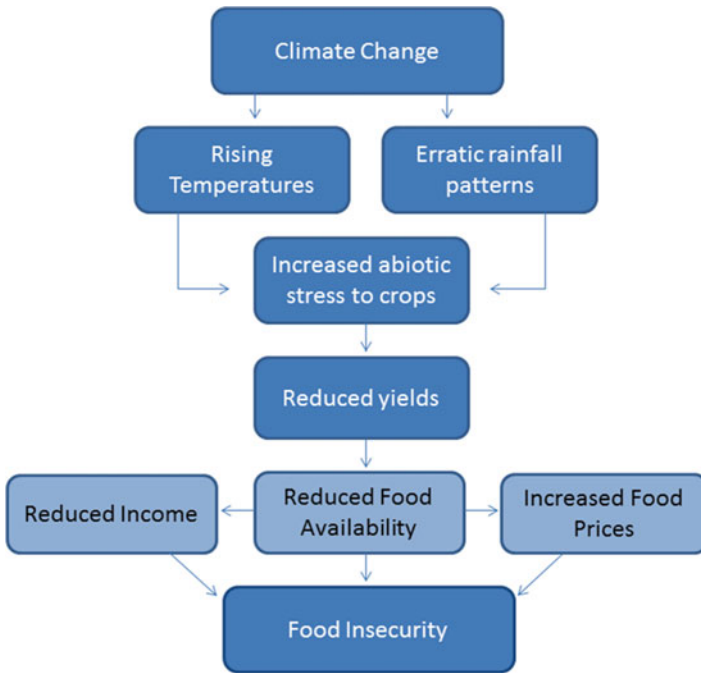 Climate Change
Rising
Temperatures
Erratic rainfall
patterns
Increased abiotic
stress to crops
Reduced yields
Reduced Income
Reduced Food
Availability
Increased Food
Prices
Food Insecurity